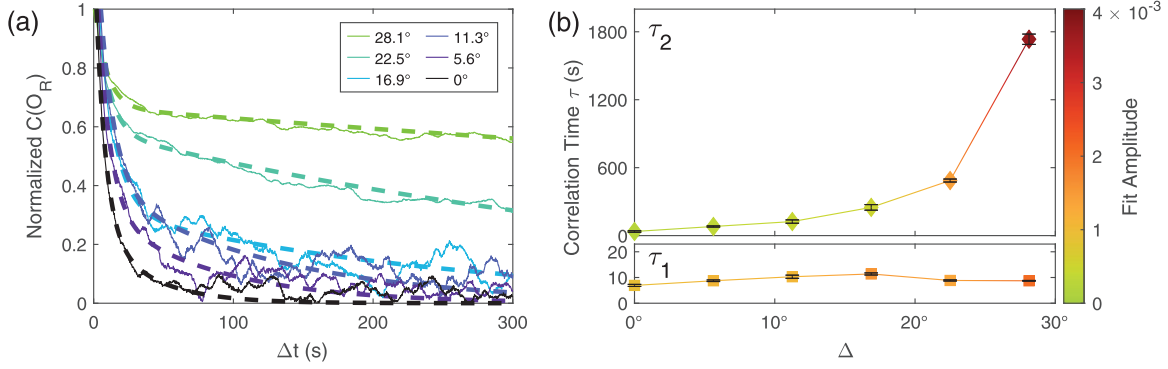 (a)
Normalized C(O_R)
1
0.8
0.6
0.4
0.2
0
0 100 200 300
Δt (s)
28.1° 11.3°
22.5° 5.6°
16.9° 0°
(b)
τ₂
Correlation Time τ (s)
1800
1200
600
0
τ₁
20
10
0
0° 10° 20° 30°
Δ
4 × 10⁻³
3
2
1
0
Fit Amplitude